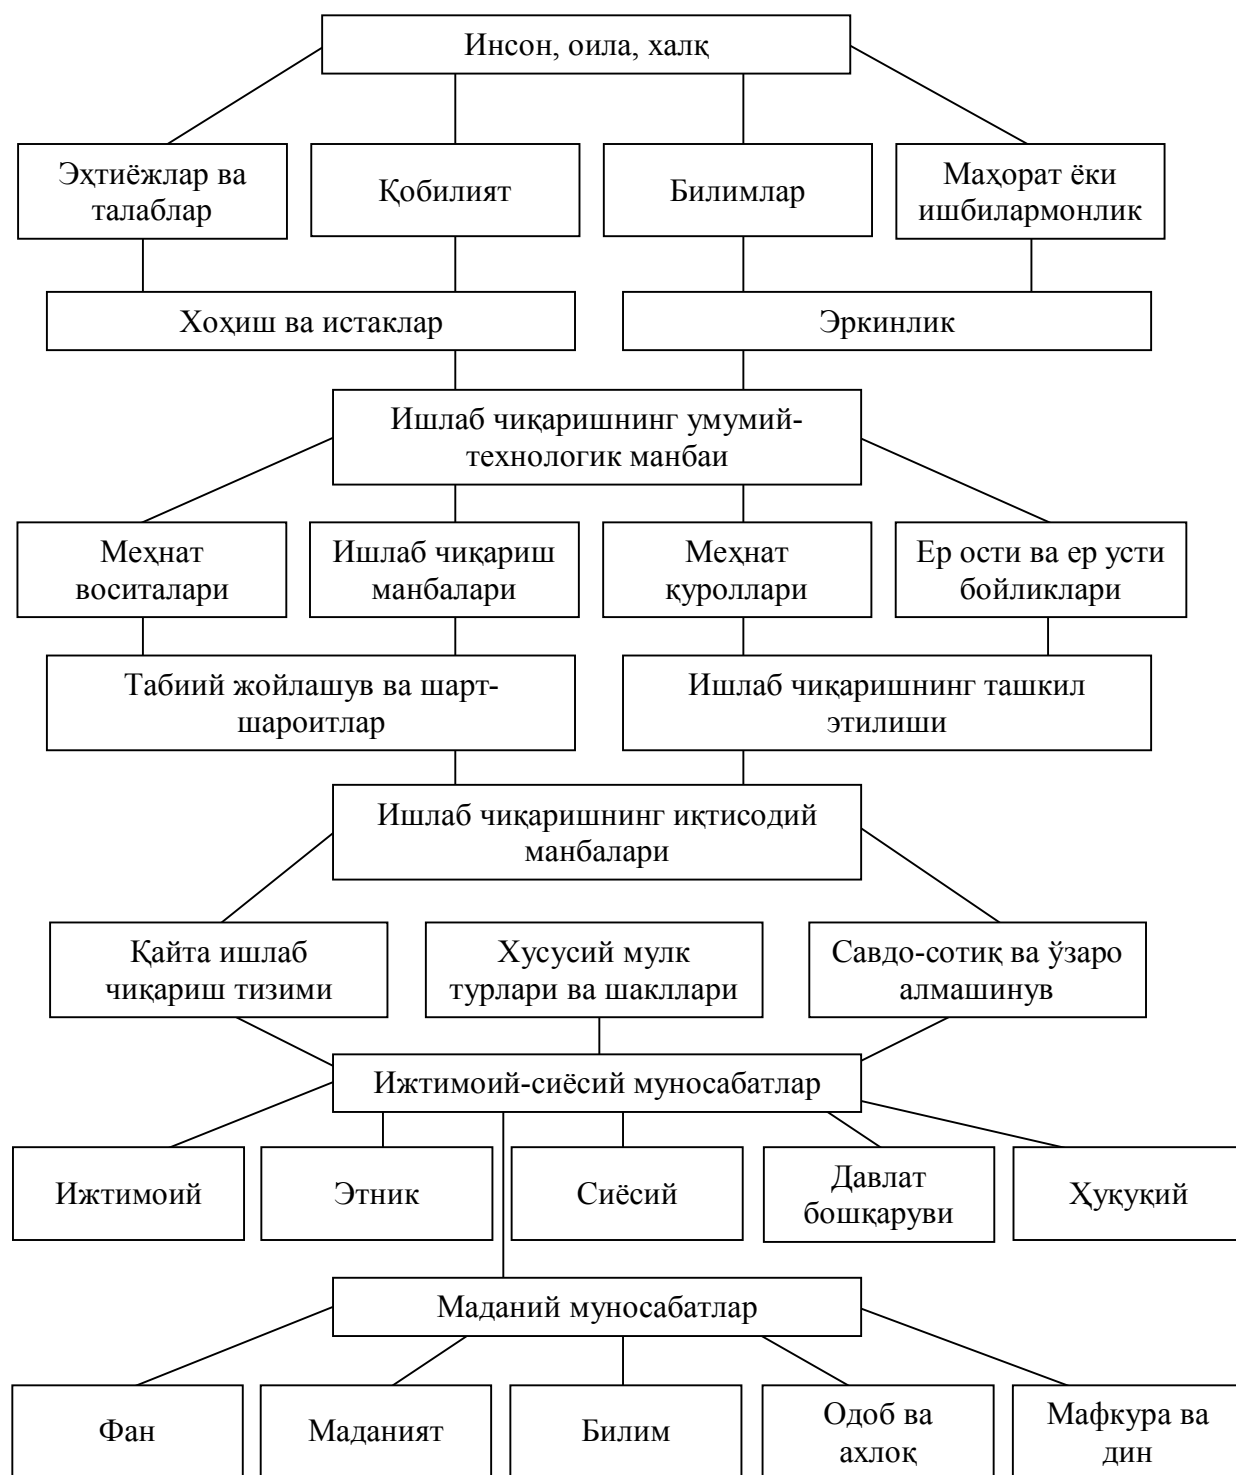 Инсон, оила, халқ
Эҳтиёжлар ва
талаблар
Қобилият
Билимлар
Маҳорат ёки
ишбилармонлик
Хоҳиш ва истаклар
Эркинлик
Ишлаб чиқаришнинг умумий-
технологик манбаи
Меҳнат
воситалари
Ишлаб чиқариш
манбалари
Меҳнат
қуроллари
Ер ости ва ер усти
бойликлари
Табиий жойлашув ва шарт-
шароитлар
Ишлаб чиқаришнинг ташкил
этилиши
Ишлаб чиқаришнинг иқтисодий
манбалари
Қайта ишлаб
чиқариш тизими
Хусусий мулк
турлари ва шакллари
Савдо-сотиқ ва ўзаро
алмашинув
Ижтимоий-сиёсий муносабатлар
Ижтимоий
Этник
Сиёсий
Давлат
бошқаруви
Ҳуқуқий
Маданий муносабатлар
Фан
Маданият
Билим
Одоб ва
ахлоқ
Мафкура ва
дин